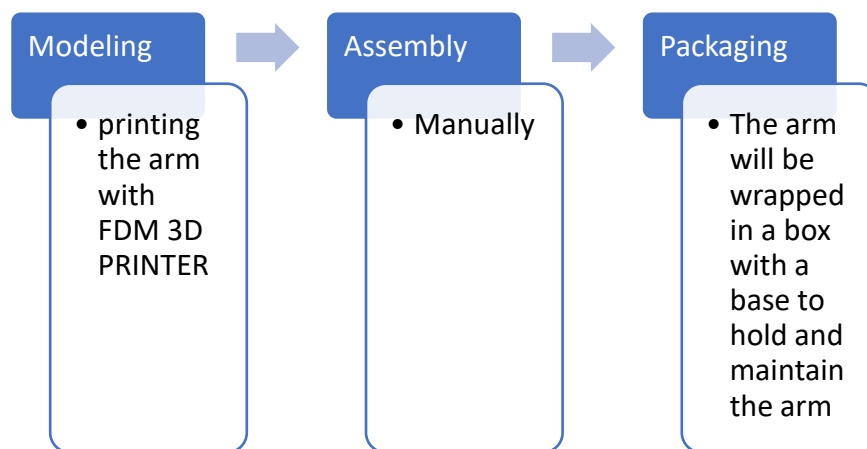 Modeling
• printing
the arm
with
FDM 3D
PRINTER
Assembly
• Manually
Packaging
• The arm
will be
wrapped
in a box
with a
base to
hold and
maintain
the arm